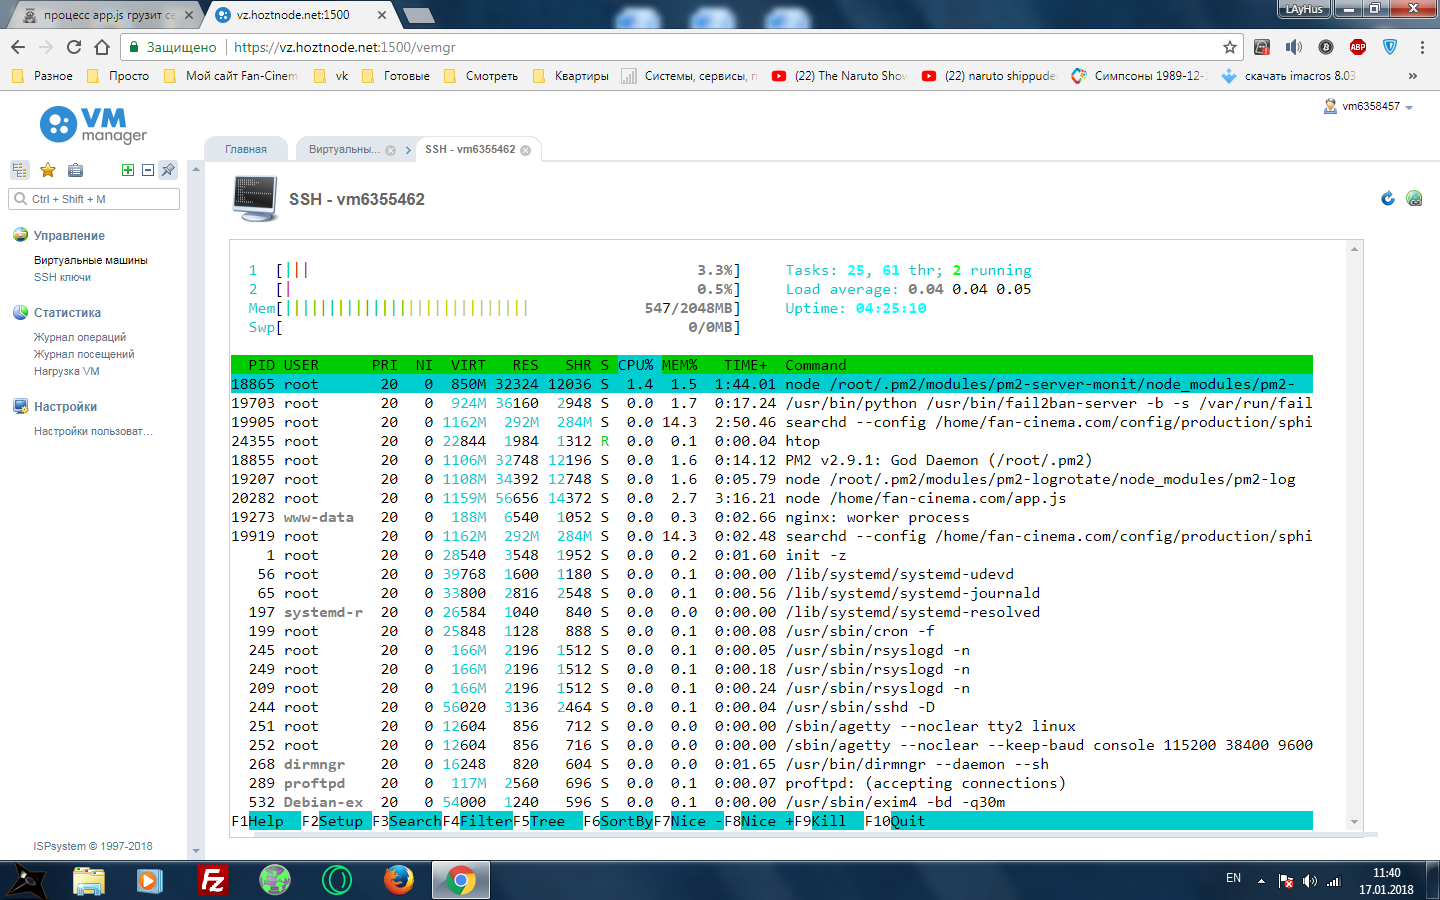 процесс app.js грузит се
vz.hoztnode.net:1500
LAyHus
Защищено
https://vz.hoztnode.net:1500/vemgr
ABP
Разное
Просто
Мой сайт Fan-Cinem
vk
Готовые
Смотреть
Квартиры
Системы, сервисы, п
(22) The Naruto Show
(22) naruto shippude
Симпсоны 1989-12-1
скачать imacros 8.03
»
VM
manager
vm6358457
Главная
Виртуальны...
SSH - vm6355462
Ctrl + Shift + M
SSH - vm6355462
Управление
Виртуальные машины
SSH ключи
Статистика
Журнал операций
Журнал посещений
Нагрузка VM
Настройки
Настройки пользоват...
1 [||| 3.3%] Tasks: 25, 61 thr; 2 running
2 [| 0.5%] Load average: 0.04 0.04 0.05
Mem[||||||||||||||||||||||||||||| 547/2048MB] Uptime: 04:25:10
Swp[ 0/0MB]
PID USER PRI NI VIRT RES SHR S CPU% MEM% TIME+ Command
18865 root 20 0 850M 32324 12036 S 1.4 1.5 1:44.01 node /root/.pm2/modules/pm2-server-monit/node_modules/pm2-
19703 root 20 0 924M 36160 2948 S 0.0 1.7 0:17.24 /usr/bin/python /usr/bin/fail2ban-server -b -s /var/run/fail
19905 root 20 0 1162M 292M 284M S 0.0 14.3 2:50.46 searchd --config /home/fan-cinema.com/config/production/sphi
24355 root 20 0 22844 1984 1312 R 0.0 0.1 0:00.04 htop
18855 root 20 0 1106M 32748 12196 S 0.0 1.6 0:14.12 PM2 v2.9.1: God Daemon (/root/.pm2)
19207 root 20 0 1108M 34392 12748 S 0.0 1.6 0:05.79 node /root/.pm2/modules/pm2-logrotate/node_modules/pm2-log
20282 root 20 0 1159M 56656 14372 S 0.0 2.7 3:16.21 node /home/fan-cinema.com/app.js
19273 www-data 20 0 188M 6540 1052 S 0.0 0.3 0:02.66 nginx: worker process
19919 root 20 0 1162M 292M 284M S 0.0 14.3 0:02.48 searchd --config /home/fan-cinema.com/config/production/sphi
1 root 20 0 28540 3548 1952 S 0.0 0.2 0:01.60 init -z
56 root 20 0 39768 1600 1180 S 0.0 0.1 0:00.00 /lib/systemd/systemd-udevd
65 root 20 0 33800 2816 2548 S 0.0 0.1 0:00.56 /lib/systemd/systemd-journald
197 systemd-r 20 0 26584 1040 840 S 0.0 0.0 0:00.00 /lib/systemd/systemd-resolved
199 root 20 0 25848 1128 888 S 0.0 0.1 0:00.08 /usr/sbin/cron -f
245 root 20 0 166M 2196 1512 S 0.0 0.1 0:00.05 /usr/sbin/rsyslogd -n
249 root 20 0 166M 2196 1512 S 0.0 0.1 0:00.18 /usr/sbin/rsyslogd -n
209 root 20 0 166M 2196 1512 S 0.0 0.1 0:00.24 /usr/sbin/rsyslogd -n
244 root 20 0 56020 3136 2464 S 0.0 0.1 0:00.04 /usr/sbin/sshd -D
251 root 20 0 12604 856 712 S 0.0 0.0 0:00.00 /sbin/agetty --noclear tty2 linux
252 root 20 0 12604 856 716 S 0.0 0.0 0:00.00 /sbin/agetty --noclear --keep-baud console 115200 38400 9600
268 dirmngr 20 0 16248 820 604 S 0.0 0.0 0:01.65 /usr/bin/dirmngr --daemon --sh
289 proftpd 20 0 117M 2560 696 S 0.0 0.1 0:00.07 proftpd: (accepting connections)
532 Debian-ex 20 0 54000 1240 596 S 0.0 0.1 0:00.00 /usr/sbin/exim4 -bd -q30m
F1Help F2Setup F3SearchF4FilterF5Tree F6SortByF7Nice -F8Nice +F9Kill F10Quit
ISPsystem © 1997-2018
EN
11:40
17.01.2018